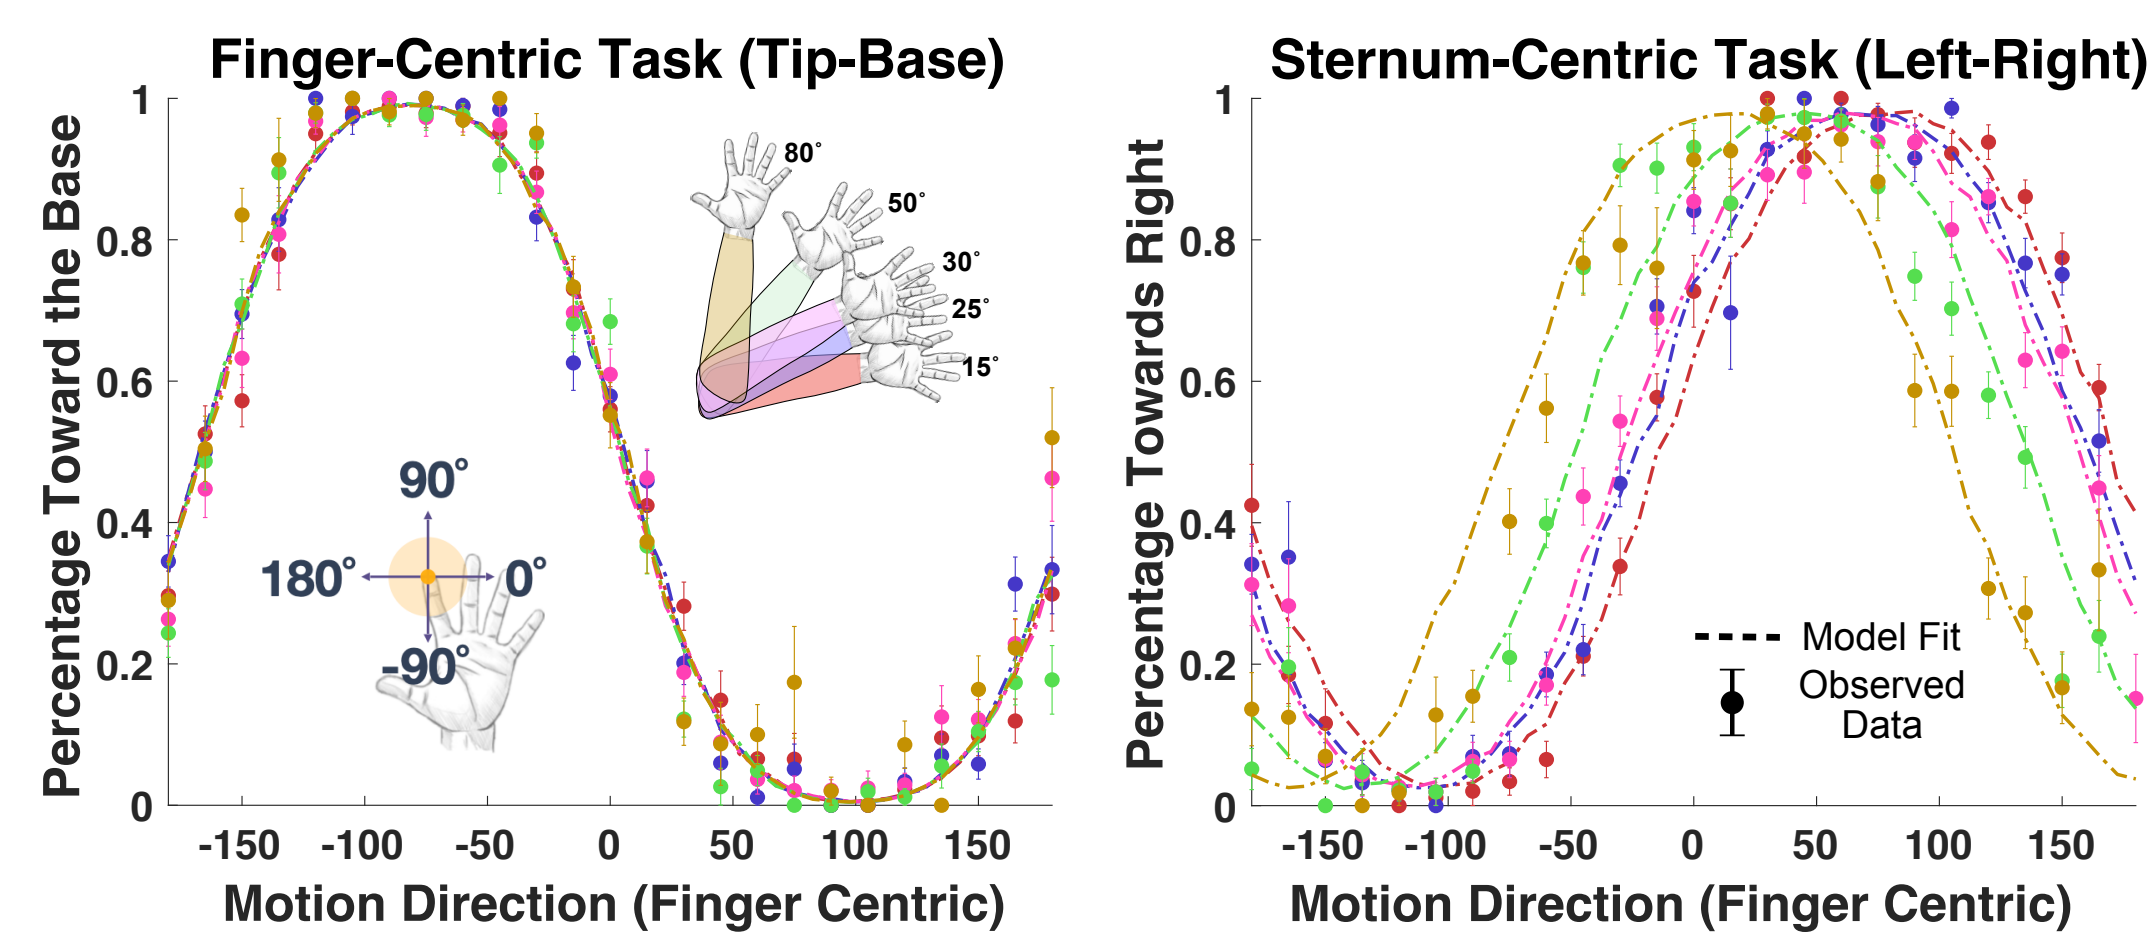 Finger-Centric Task (Tip-Base)
Percentage Toward the Base
1
0.8
0.6
0.4
0.2
0
-150 -100 -50 0 50 100 150
Motion Direction (Finger Centric)
80°
50°
30°
25°
15°
90°
180° 0°
-90°
Sternum-Centric Task (Left-Right)
Percentage Towards Right
1
0.8
0.6
0.4
0.2
0
-150 -100 -50 0 50 100 150
Motion Direction (Finger Centric)
Model Fit
Observed
Data